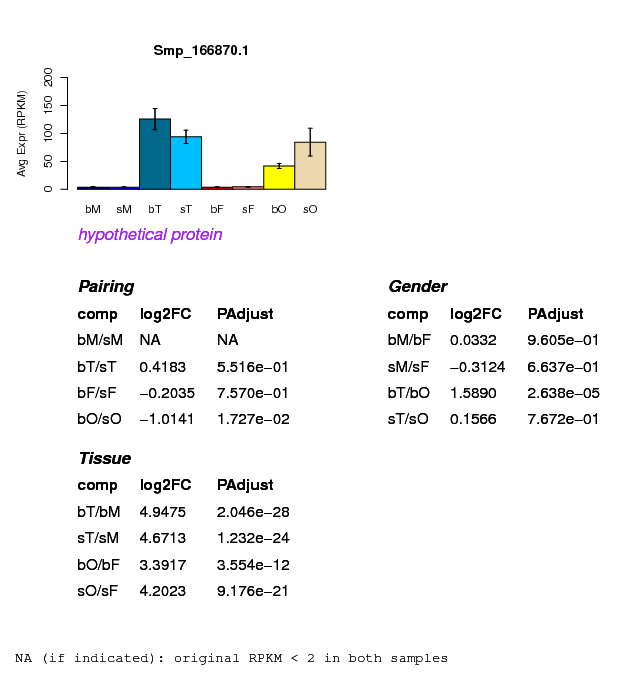 Smp_166870.1
Avg Expr (RPKM)
200
150
100
50
0
bM sM bT sT bF sF bO sO
hypothetical protein
Pairing
comp log2FC PAdjust
bM/sM NA NA
bT/sT 0.4183 5.516e−01
bF/sF −0.2035 7.570e−01
bO/sO −1.0141 1.727e−02
Gender
comp log2FC PAdjust
bM/bF 0.0332 9.605e−01
sM/sF −0.3124 6.637e−01
bT/bO 1.5890 2.638e−05
sT/sO 0.1566 7.672e−01
Tissue
comp log2FC PAdjust
bT/bM 4.9475 2.046e−28
sT/sM 4.6713 1.232e−24
bO/bF 3.3917 3.554e−12
sO/sF 4.2023 9.176e−21
NA (if indicated): original RPKM < 2 in both samples